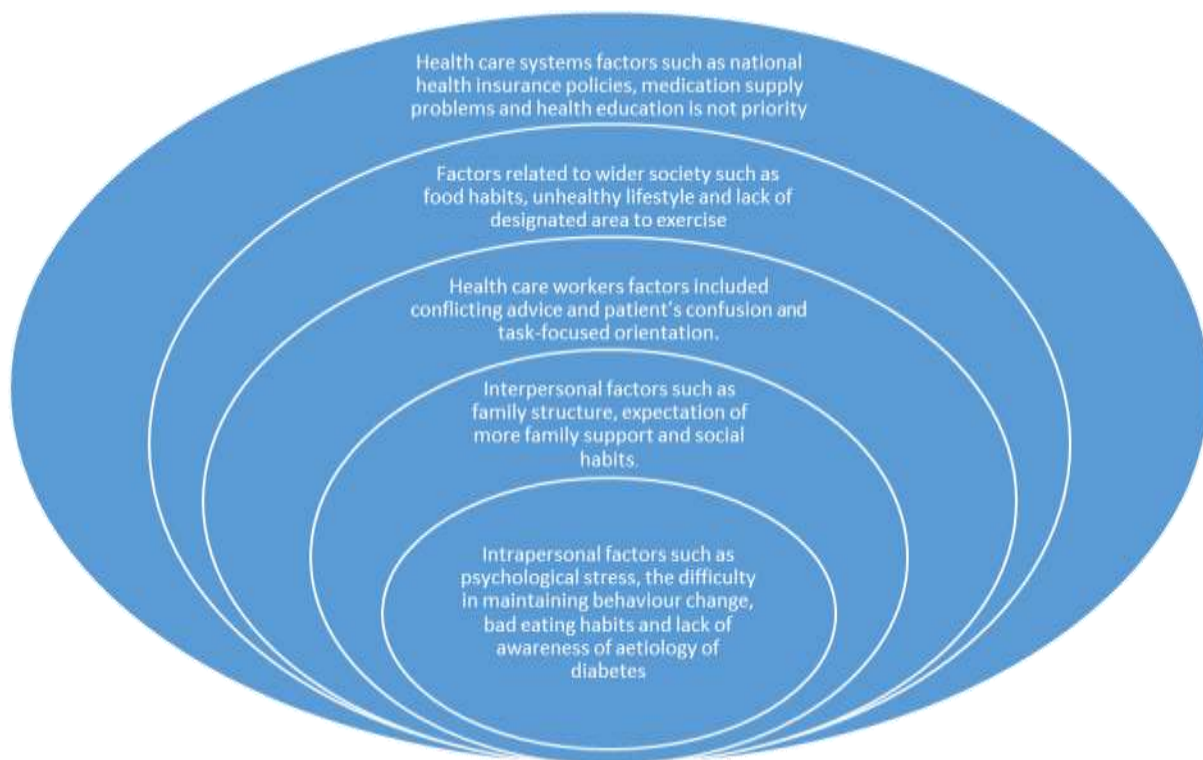 Health care systems factors such as national
health insurance policies, medication supply
problems and health education is not priority
Factors related to wider society such as
food habits, unhealthy lifestyle and lack of
designated area to exercise
Health care workers factors included
conflicting advice and patient's confusion and
task-focused orientation.
Interpersonal factors such as
family structure, expectation of
more family support and social
habits.
Intrapersonal factors such as
psychological stress, the difficulty
in maintaining behaviour change,
bad eating habits and lack of
awareness of aetiology of
diabetes